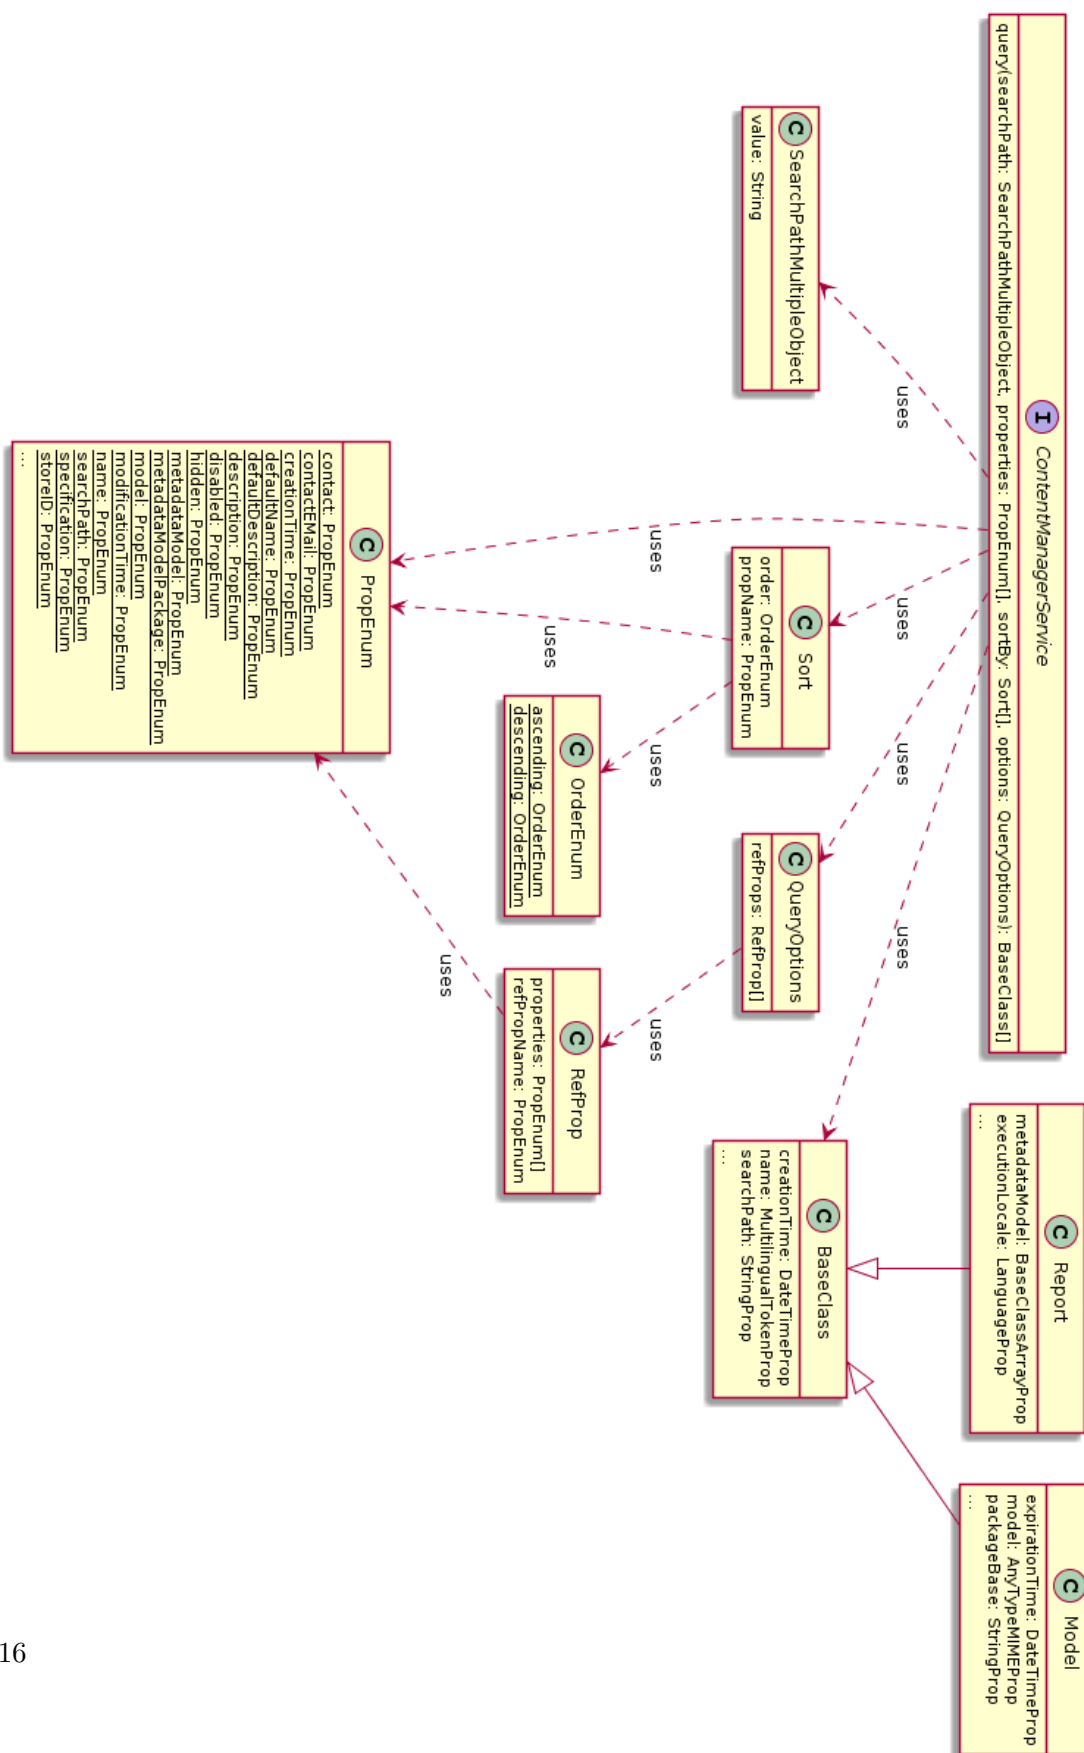 I ContentManagerService
query(searchPath: SearchPathMultipleObject, properties: PropEnum[], sortBy: Sort[], options: QueryOptions): BaseClass[]
C Report
metadataModel: BaseClassArrayProp
executionLocale: LanguageProp
...
C Model
expirationTime: DateTimeProp
model: AnyTypeMIMEProp
packageBase: StringProp
...
uses
uses
uses
uses
C SearchPathMultipleObject
value: String
C Sort
order: OrderEnum
propName: PropEnum
C QueryOptions
refProps: RefProp[]
C BaseClass
creationTime: DateTimeProp
name: MultilingualTokenProp
searchPath: StringProp
...
uses
uses
uses
C OrderEnum
ascending: OrderEnum
descending: OrderEnum
C RefProp
properties: PropEnum[]
refPropName: PropEnum
uses
uses
C PropEnum
contact: PropEnum
contactEMail: PropEnum
creationTime: PropEnum
defaultName: PropEnum
defaultDescription: PropEnum
description: PropEnum
disabled: PropEnum
hidden: PropEnum
metadataModel: PropEnum
metadataModelPackage: PropEnum
model: PropEnum
modificationTime: PropEnum
name: PropEnum
searchPath: PropEnum
specification: PropEnum
storeID: PropEnum
...
16